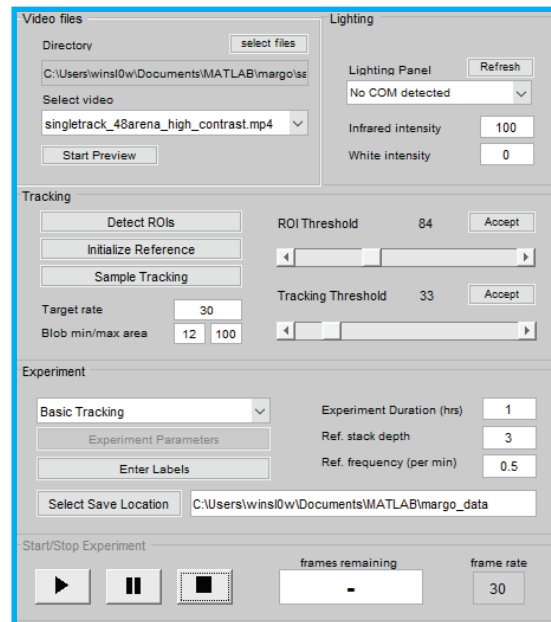 Video files
Directory
select files
C:\Users\winsl0w\Documents\MATLAB\margo\sa
Select video
singletrack_48arena_high_contrast.mp4
Start Preview
Lighting
Lighting Panel
Refresh
No COM detected
Infrared intensity 100
White intensity 0
Tracking
Detect ROIs
Initialize Reference
Sample Tracking
Target rate 30
Blob min/max area 12 100
ROI Threshold 84 Accept
Tracking Threshold 33 Accept
Experiment
Basic Tracking
Experiment Parameters
Enter Labels
Experiment Duration (hrs) 1
Ref. stack depth 3
Ref. frequency (per min) 0.5
Select Save Location C:\Users\winsl0w\Documents\MATLAB\margo_data
Start/Stop Experiment
frames remaining
-
frame rate
30